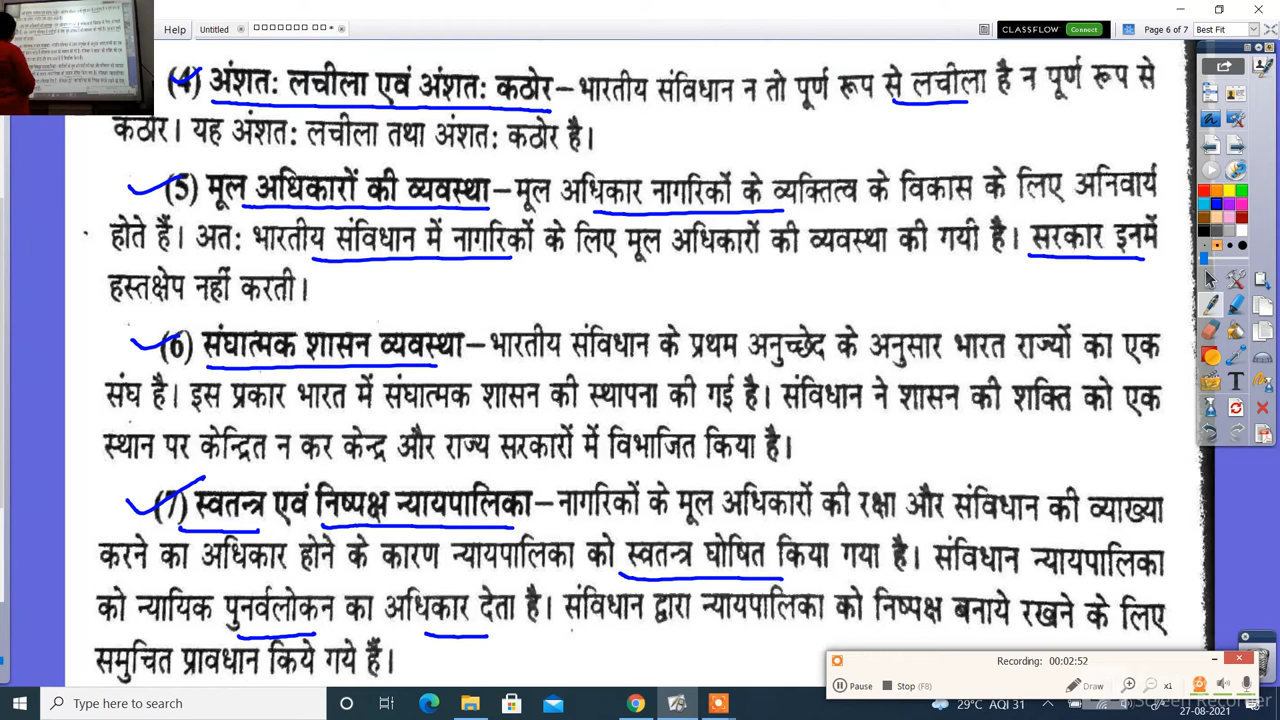 Help
Untitled
CLASSFLOW Connect
Page 6 of 7
Best Fit
(4) अंशतः लचीला एवं अंशतः कठोर–भारतीय संविधान न तो पूर्ण रूप से लचीला है न पूर्ण रूप से
कठोर। यह अंशतः लचीला तथा अंशतः कठोर है।
(5) मूल अधिकारों की व्यवस्था–मूल अधिकार नागरिकों के व्यक्तित्व के विकास के लिए अनिवार्य
होते हैं। अतः भारतीय संविधान में नागरिकों के लिए मूल अधिकारों की व्यवस्था की गयी है। सरकार इनमें
हस्तक्षेप नहीं करती।
(6) संघात्मक शासन व्यवस्था–भारतीय संविधान के प्रथम अनुच्छेद के अनुसार भारत राज्यों का एक
संघ है। इस प्रकार भारत में संघात्मक शासन की स्थापना की गई है। संविधान ने शासन की शक्ति को एक
स्थान पर केन्द्रित न कर केन्द्र और राज्य सरकारों में विभाजित किया है।
(7) स्वतन्त्र एवं निष्पक्ष न्यायपालिका–नागरिकों के मूल अधिकारों की रक्षा और संविधान की व्याख्या
करने का अधिकार होने के कारण न्यायपालिका को स्वतन्त्र घोषित किया गया है। संविधान न्यायपालिका
को न्यायिक पुनर्वलोकन का अधिकार देता है। संविधान द्वारा न्यायपालिका को निष्पक्ष बनाये रखने के लिए
समुचित प्रावधान किये गये हैं।
Recording: 00:02:52
Pause
Stop (F8)
Draw
x1
Screen Recorder
Type here to search
29°C AQI 31
27-08-2021